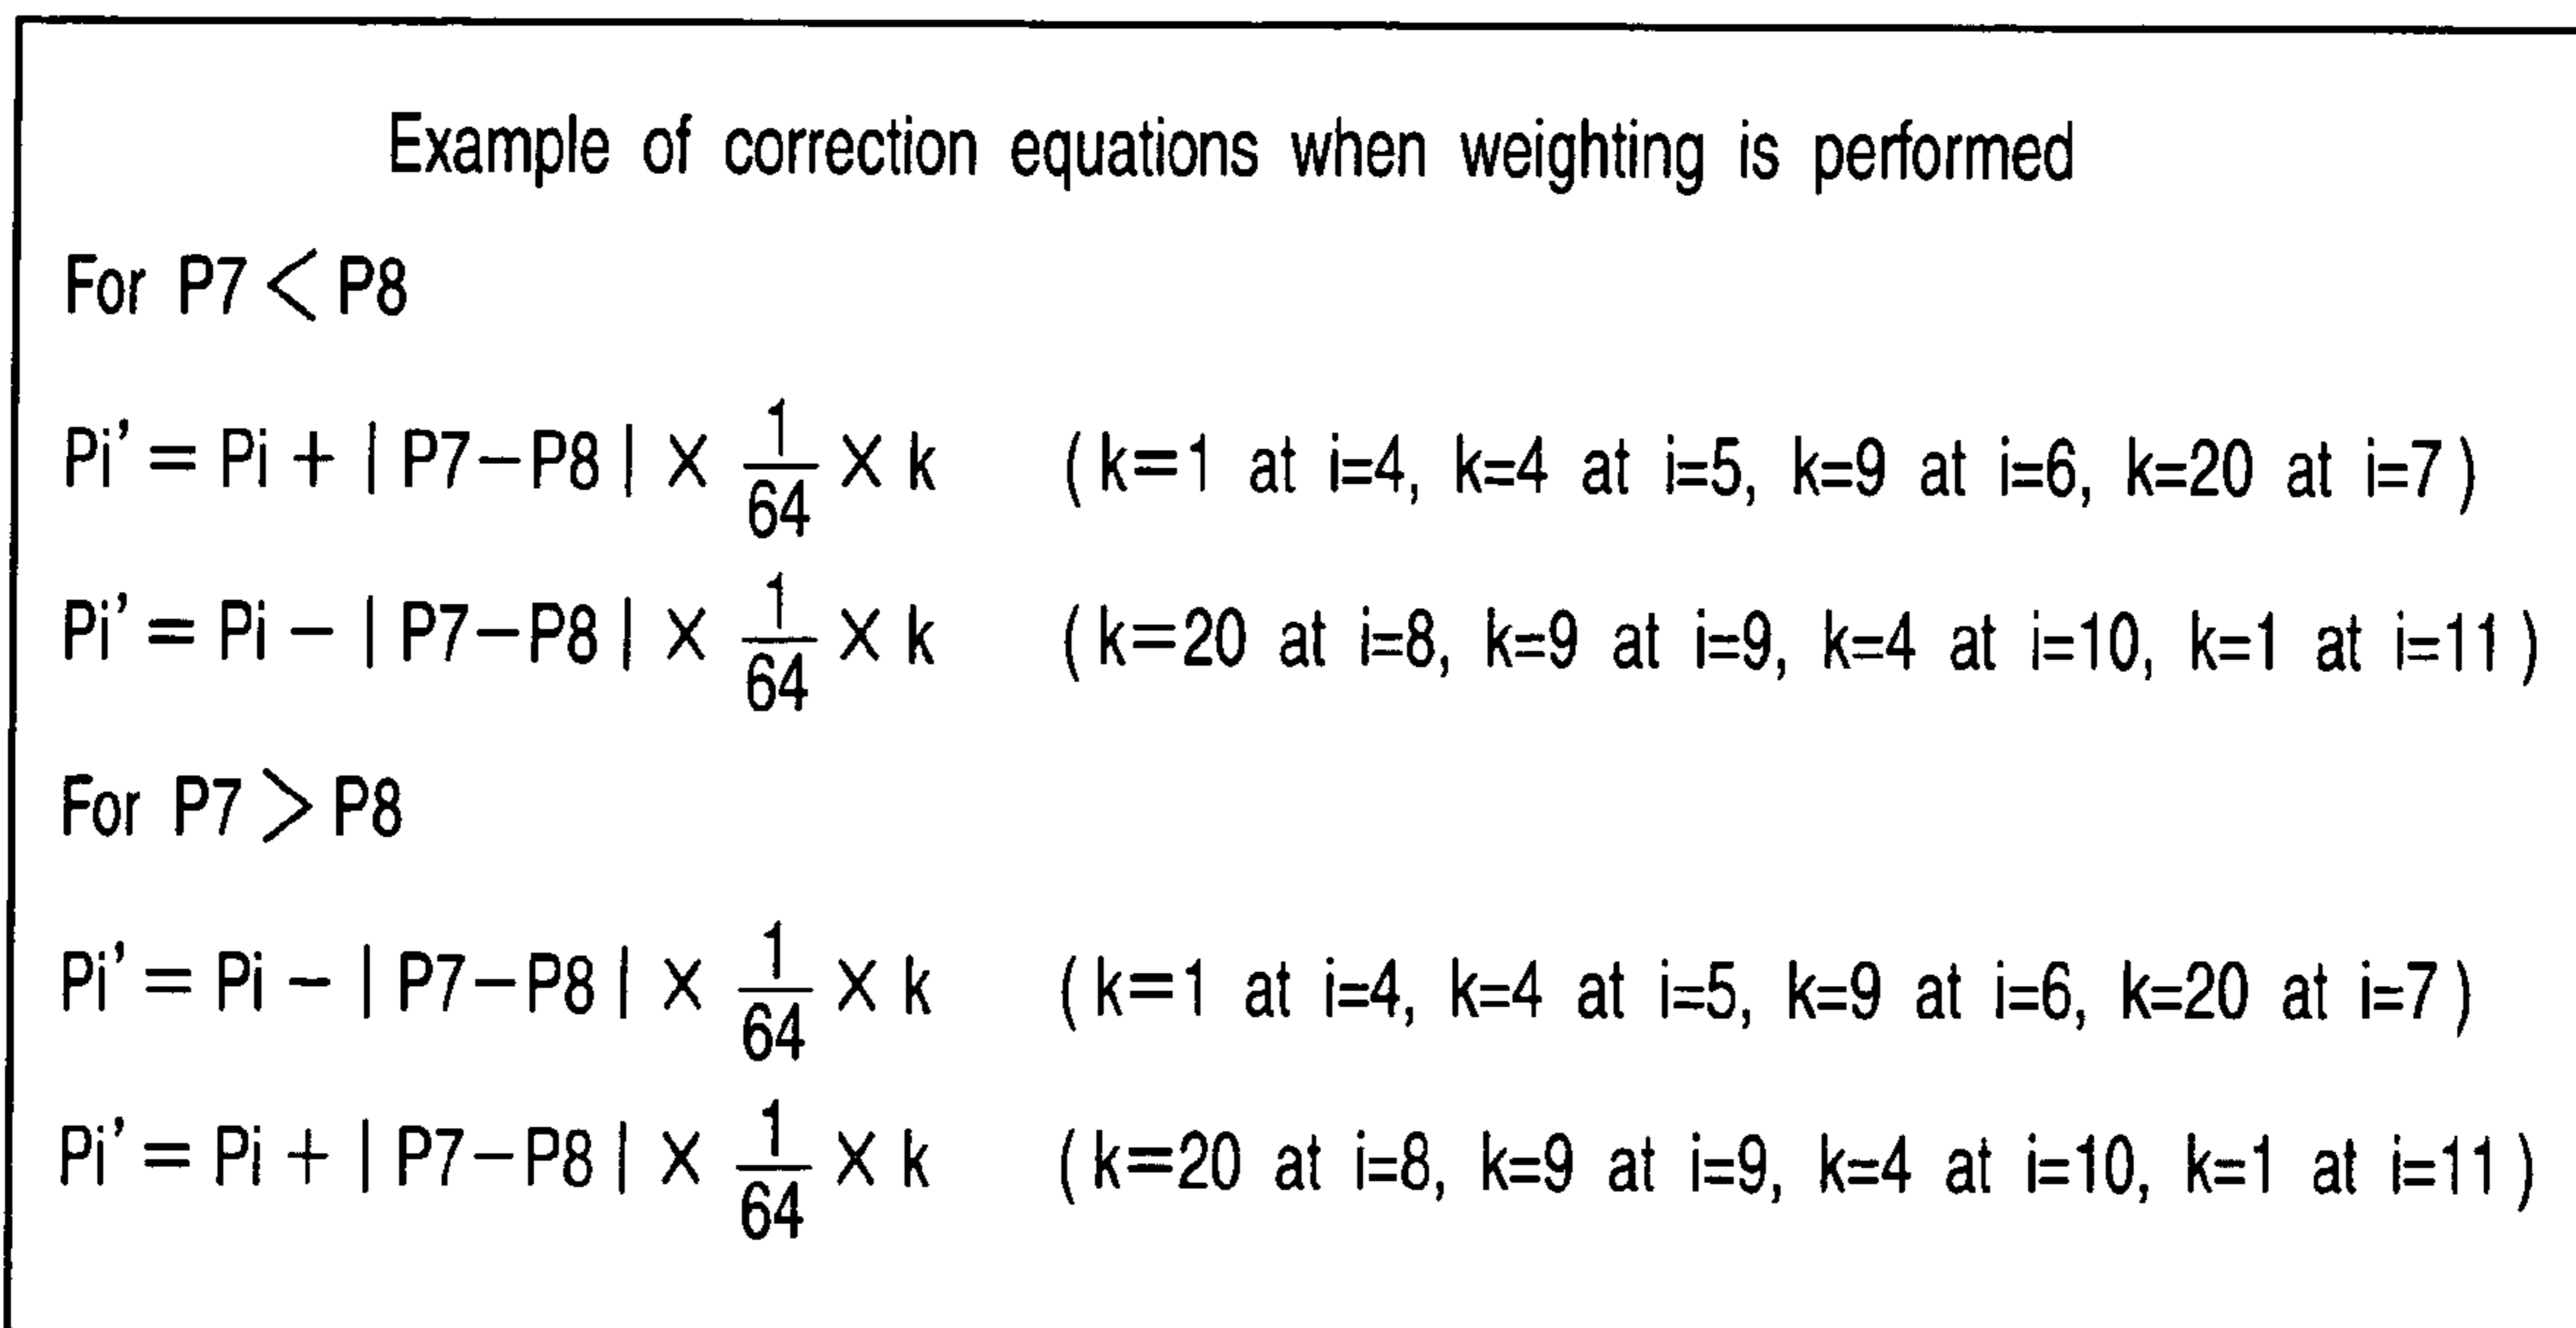 Example of correction equations when weighting is performed
For P7 < P8
Pi' = Pi + | P7−P8 | × 1/64 × k (k=1 at i=4, k=4 at i=5, k=9 at i=6, k=20 at i=7)
Pi' = Pi − | P7−P8 | × 1/64 × k (k=20 at i=8, k=9 at i=9, k=4 at i=10, k=1 at i=11)
For P7 > P8
Pi' = Pi − | P7−P8 | × 1/64 × k (k=1 at i=4, k=4 at i=5, k=9 at i=6, k=20 at i=7)
Pi' = Pi + | P7−P8 | × 1/64 × k (k=20 at i=8, k=9 at i=9, k=4 at i=10, k=1 at i=11)